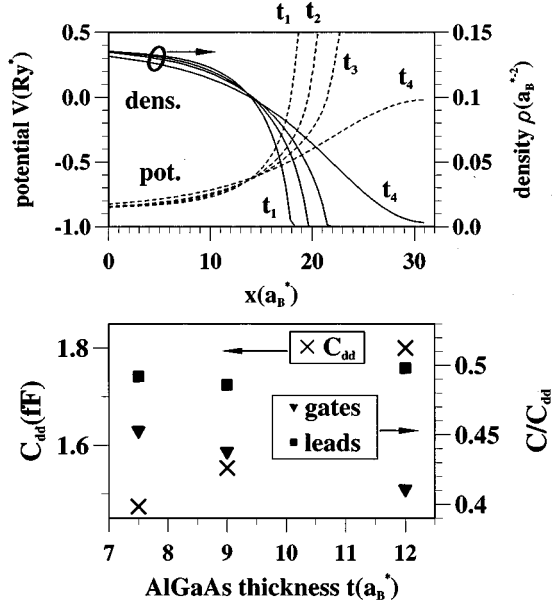 t1 t2
0.5 0.15
t3
t4
0.0 0.10
dens.
-0.5 0.05
pot.
t1 t4
-1.0 0.00
0 10 20 30
potential V(Ry*)
density ρ(aB*-2)
x(aB*)
1.8
Cdd
0.5
gates
leads
0.45
1.6
0.4
Cdd(fF)
C/Cdd
7 8 9 10 11 12
AlGaAs thickness t(aB*)